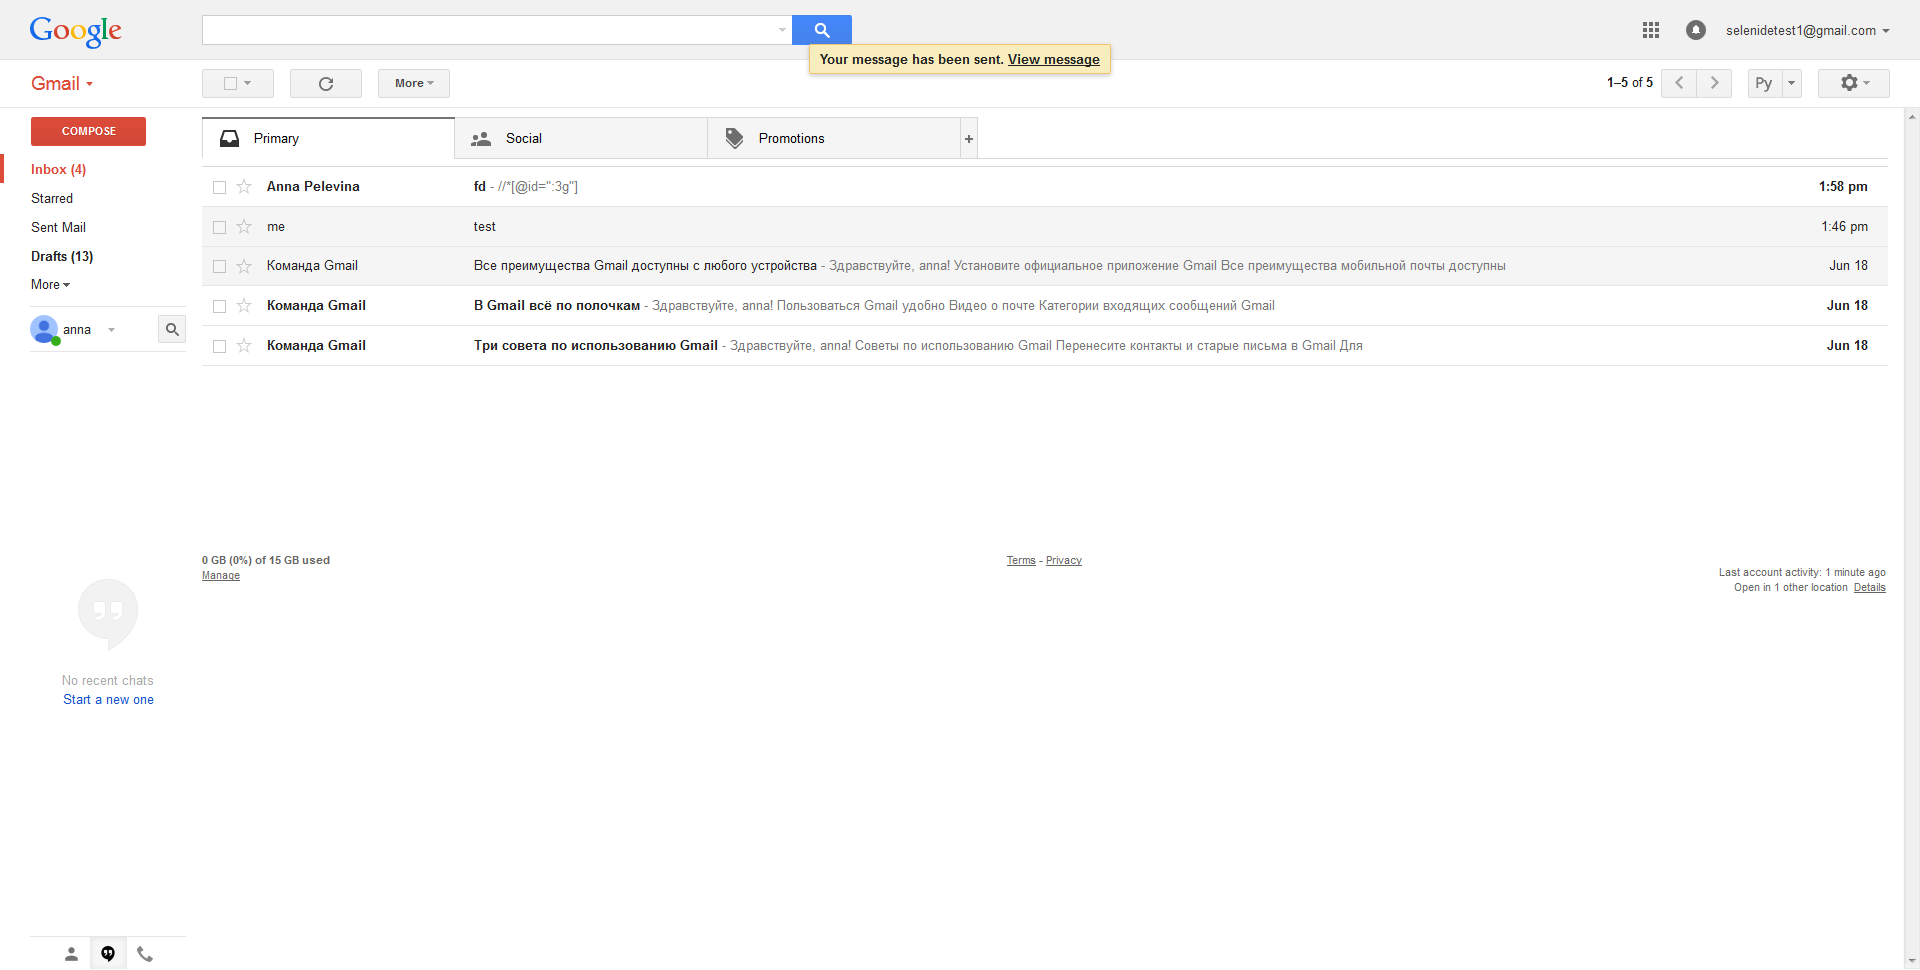 Google
selenidetest1@gmail.com
Your message has been sent. View message
Gmail
More
1–5 of 5
Ру
COMPOSE
Inbox (4)
Starred
Sent Mail
Drafts (13)
More
anna
Primary
Social
Promotions
+
Anna Pelevina fd - //*[@id=":3g"] 1:58 pm
me test 1:46 pm
Команда Gmail Все преимущества Gmail доступны с любого устройства - Здравствуйте, anna! Установите официальное приложение Gmail Все преимущества мобильной почты доступны Jun 18
Команда Gmail В Gmail всё по полочкам - Здравствуйте, anna! Пользоваться Gmail удобно Видео о почте Категории входящих сообщений Gmail Jun 18
Команда Gmail Три совета по использованию Gmail - Здравствуйте, anna! Советы по использованию Gmail Перенесите контакты и старые письма в Gmail Для Jun 18
0 GB (0%) of 15 GB used
Manage
Terms - Privacy
Last account activity: 1 minute ago
Open in 1 other location Details
No recent chats
Start a new one